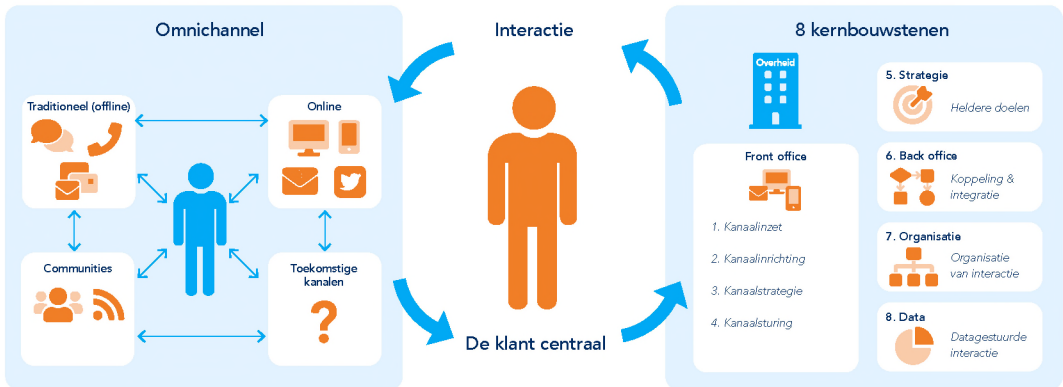 Omnichannel
Traditioneel (offline)
Online
Communities
Toekomstige
kanalen
?
Interactie
De klant centraal
8 kernbouwstenen
Overheid
Front office
1. Kanaalinzet
2. Kanaalinrichting
3. Kanaalstrategie
4. Kanaalsturing
5. Strategie
Heldere doelen
6. Back office
Koppeling &
integratie
7. Organisatie
Organisatie
van interactie
8. Data
Datagestuurde
interactie